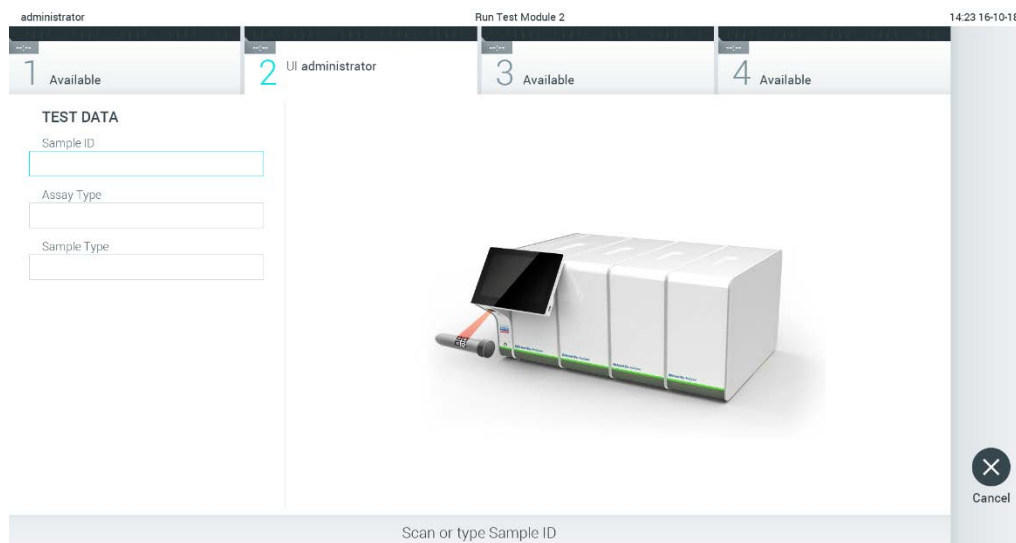 administrator Run Test Module 2 14:23 16-10-18
--:-- --:-- --:-- --:--
1 Available 2 UI administrator 3 Available 4 Available
TEST DATA
Sample ID
Assay Type
Sample Type
Cancel
Scan or type Sample ID